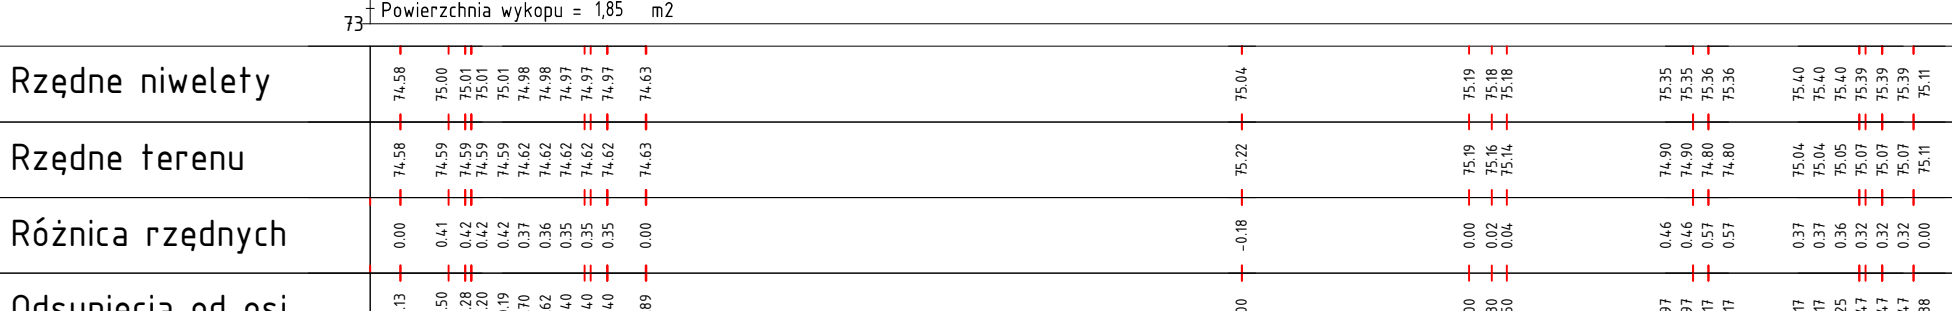 Powierzchnia wykopu = 1,85 m2
73
Rzędne niwelety 74.58 75.00 75.01 75.01 75.01 74.98 74.98 74.97 74.97 74.97 74.63 75.04 75.19 75.18 75.18 75.35 75.35 75.36 75.36 75.40 75.40 75.40 75.39 75.39 75.39 75.11
Rzędne terenu 74.58 74.59 74.59 74.59 74.59 74.62 74.62 74.62 74.62 74.62 74.63 75.22 75.19 75.16 75.14 74.90 74.90 74.80 74.80 75.04 75.04 75.05 75.07 75.07 75.07 75.11
Różnica rzędnych 0.00 0.41 0.42 0.42 0.42 0.37 0.36 0.35 0.35 0.35 0.00 -0.18 0.00 0.02 0.04 0.46 0.46 0.57 0.57 0.37 0.37 0.36 0.32 0.32 0.32 0.00
Odsunięcia od osi